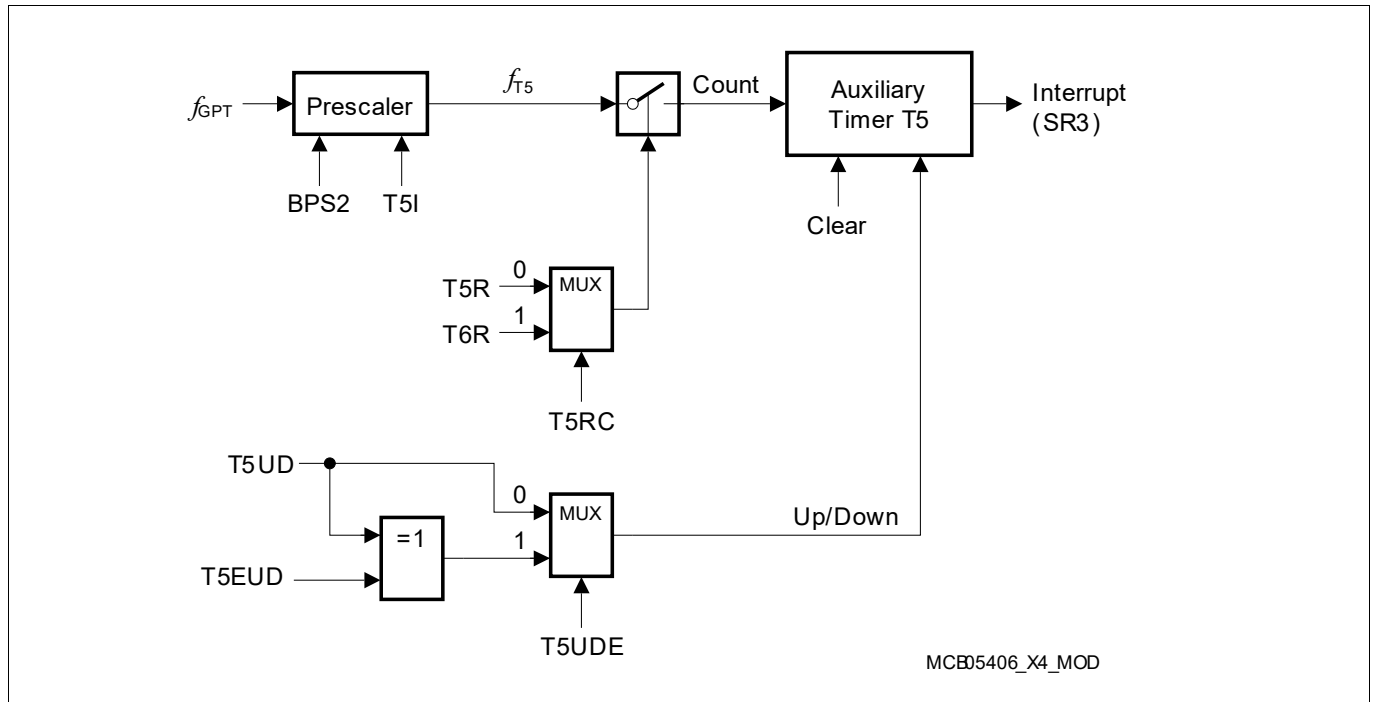 fGPT
Prescaler
fT5
Count
Auxiliary
Timer T5
Interrupt
(SR3)
BPS2
T5I
Clear
T5R
0
MUX
T6R
1
T5RC
T5UD
0
MUX
=1
1
Up/Down
T5EUD
T5UDE
MCB05406_X4_MOD